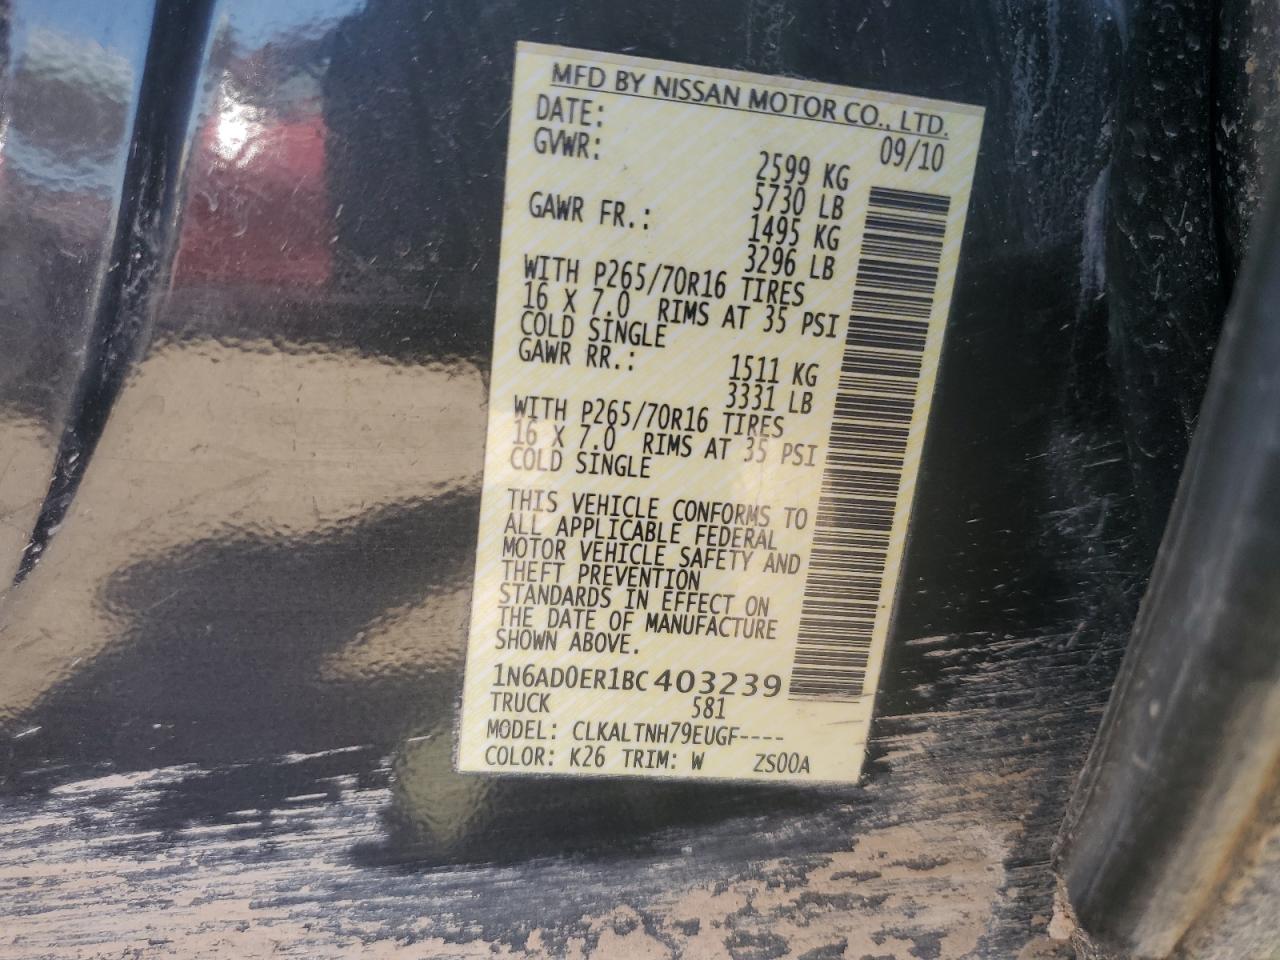 MFD BY NISSAN MOTOR CO., LTD.
DATE: 09/10
GVWR: 2599 KG
5730 LB
GAWR FR.: 1495 KG
3296 LB
WITH P265/70R16 TIRES
16 X 7.0 RIMS AT 35 PSI
COLD SINGLE
GAWR RR.: 1511 KG
3331 LB
WITH P265/70R16 TIRES
16 X 7.0 RIMS AT 35 PSI
COLD SINGLE
THIS VEHICLE CONFORMS TO
ALL APPLICABLE FEDERAL
MOTOR VEHICLE SAFETY AND
THEFT PREVENTION
STANDARDS IN EFFECT ON
THE DATE OF MANUFACTURE
SHOWN ABOVE.
1N6AD0ER1BC403239
TRUCK 581
MODEL: CLKALTNH79EUGF----
COLOR: K26 TRIM: W ZS00A